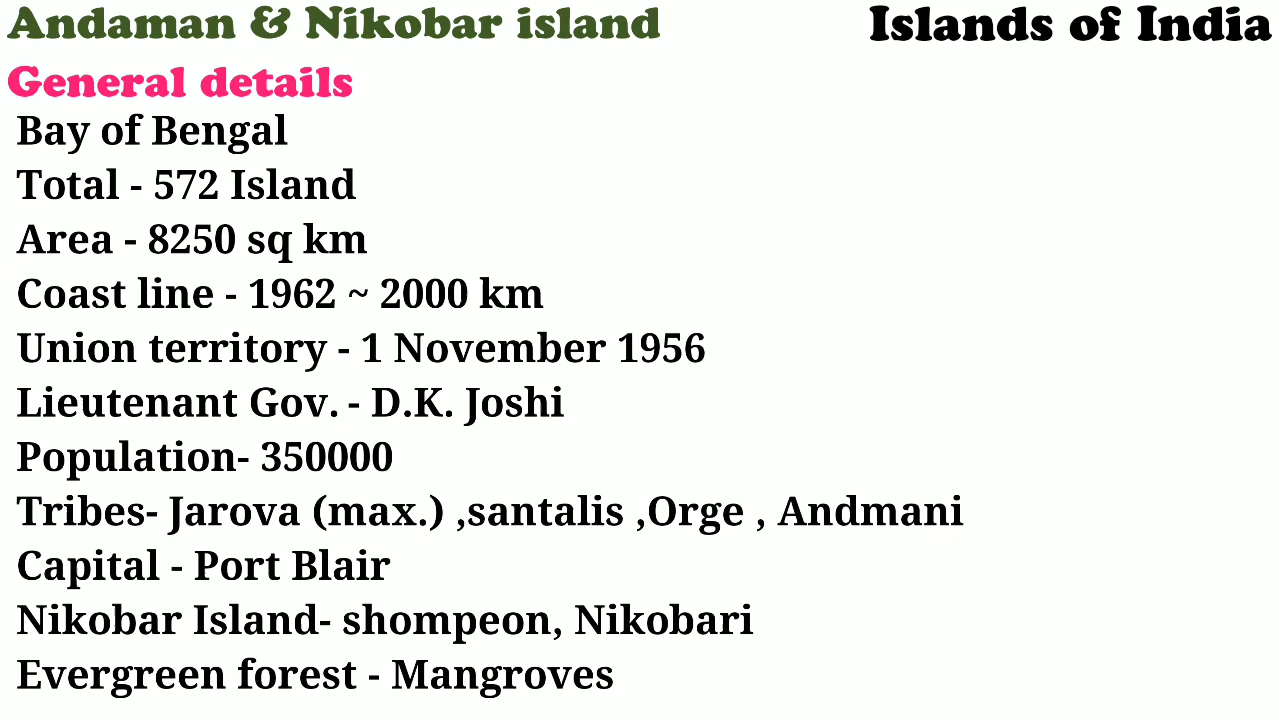 Andaman & Nikobar island
Islands of India
General details
Bay of Bengal
Total - 572 Island
Area - 8250 sq km
Coast line - 1962 ~ 2000 km
Union territory - 1 November 1956
Lieutenant Gov. - D.K. Joshi
Population- 350000
Tribes- Jarova (max.) ,santalis ,Orge , Andmani
Capital - Port Blair
Nikobar Island- shompeon, Nikobari
Evergreen forest - Mangroves